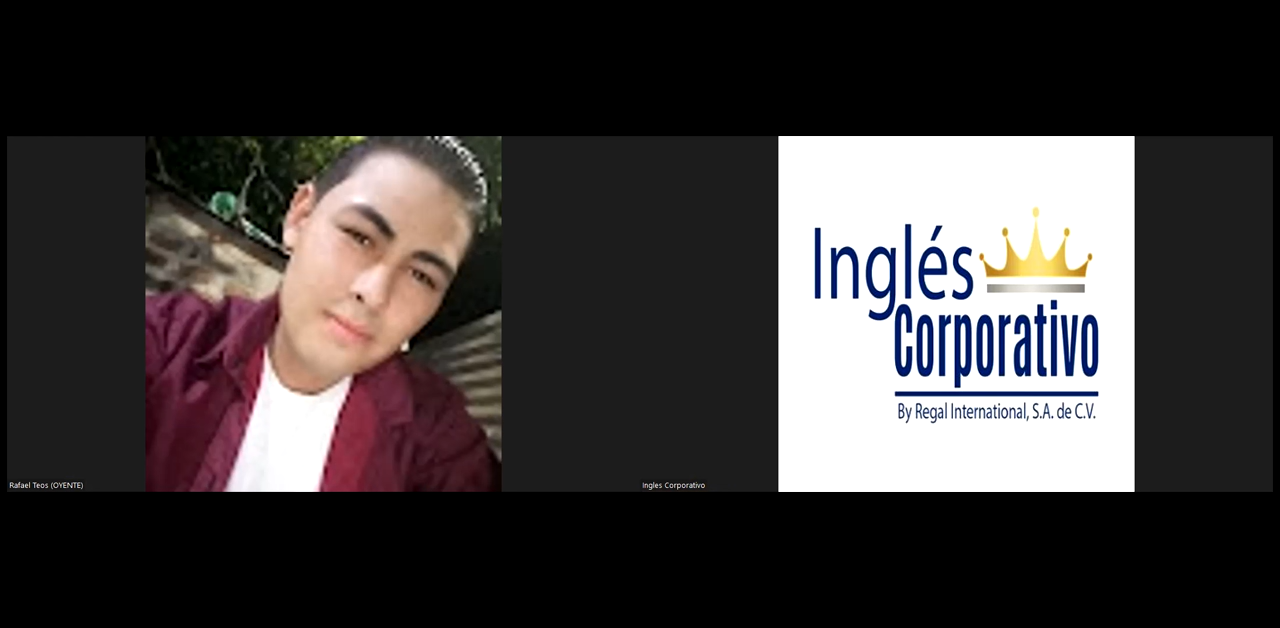 Inglés
Corporativo
By Regal International, S.A. de C.V.
Rafael Teos (OYENTE)
Ingles Corporativo